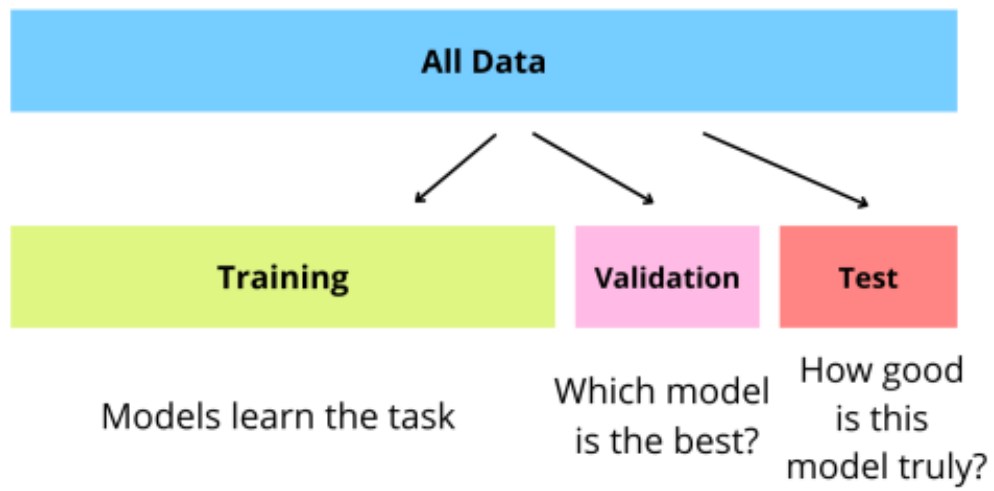 All Data
Training
Validation
Test
Models learn the task
Which model
is the best?
How good
is this
model truly?